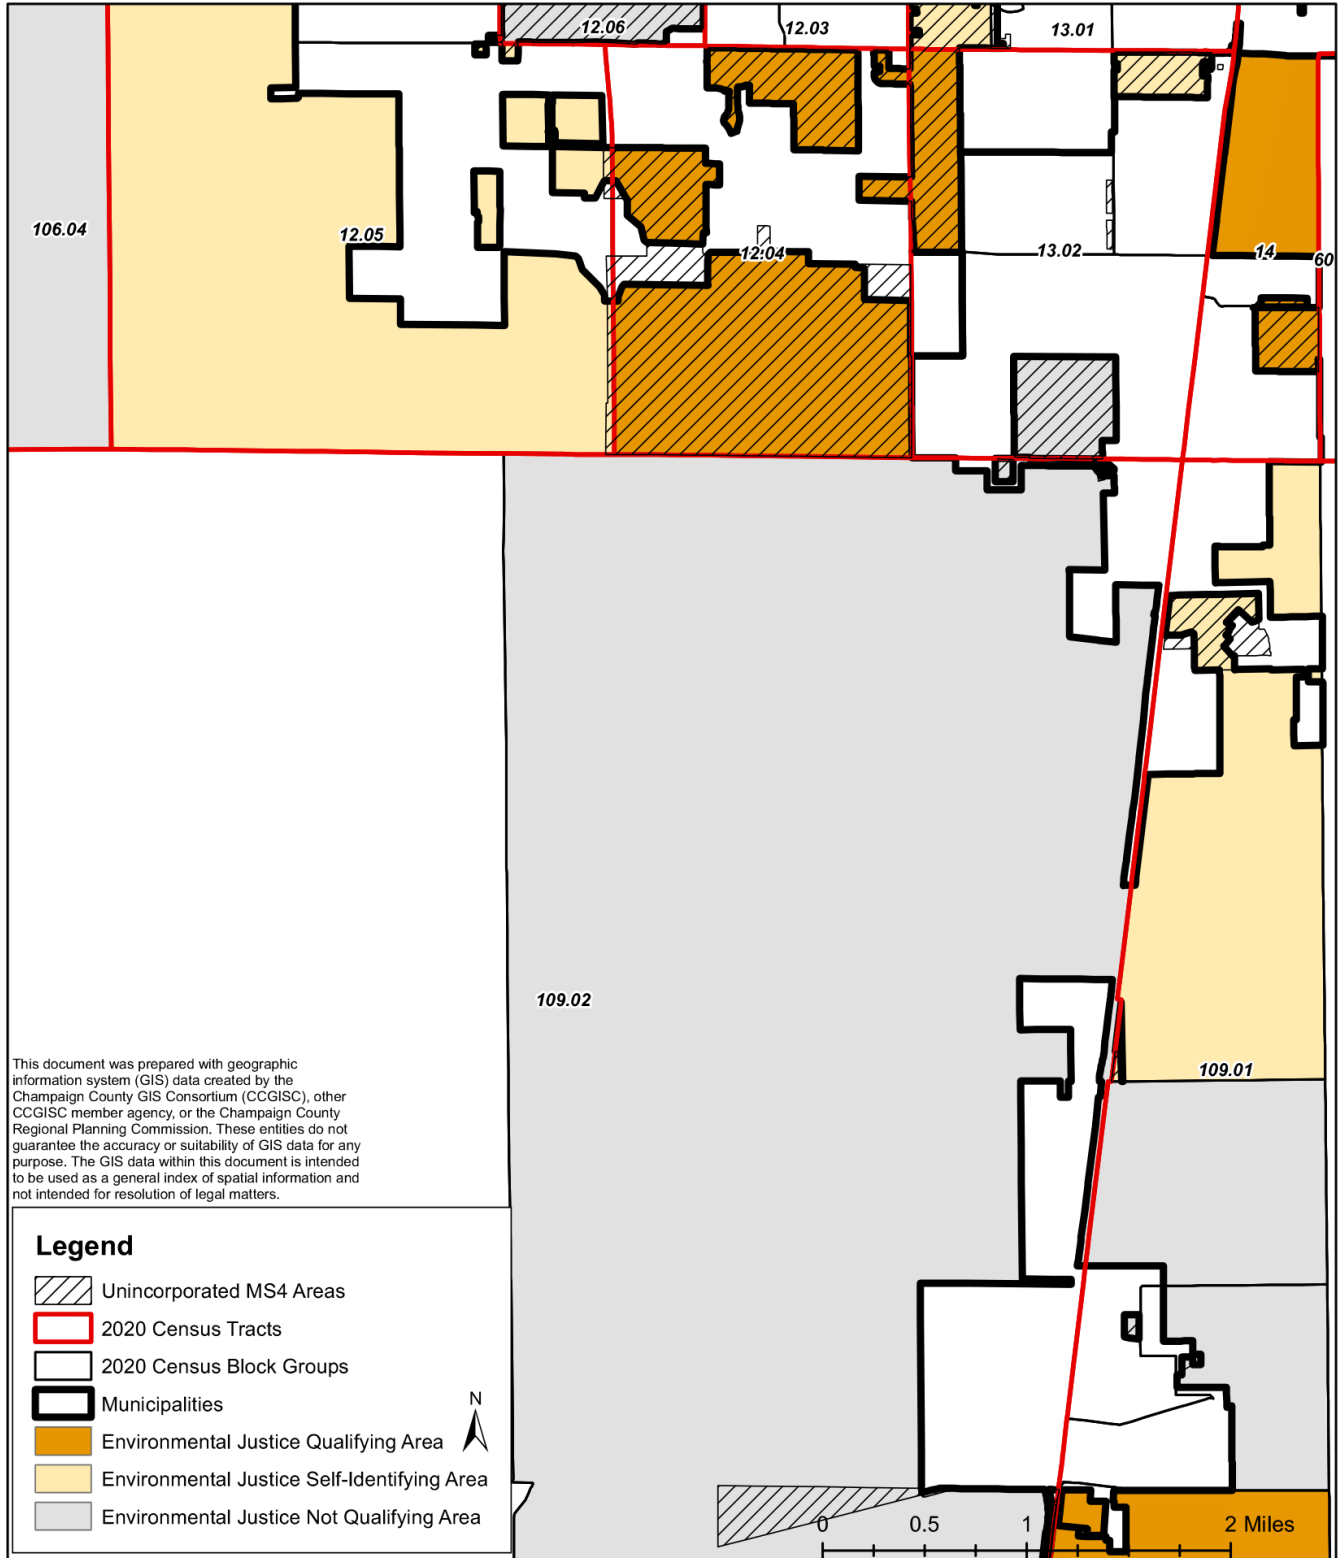 12.06
12.03
13.01
106.04
12.05
12.04
13.02
14
60
109.02
109.01
This document was prepared with geographic
information system (GIS) data created by the
Champaign County GIS Consortium (CCGISC), other
CCGISC member agency, or the Champaign County
Regional Planning Commission. These entities do not
guarantee the accuracy or suitability of GIS data for any
purpose. The GIS data within this document is intended
to be used as a general index of spatial information and
not intended for resolution of legal matters.
Legend
Unincorporated MS4 Areas
2020 Census Tracts
2020 Census Block Groups
Municipalities
N
Environmental Justice Qualifying Area
Environmental Justice Self-Identifying Area
Environmental Justice Not Qualifying Area
0 0.5 1 2 Miles